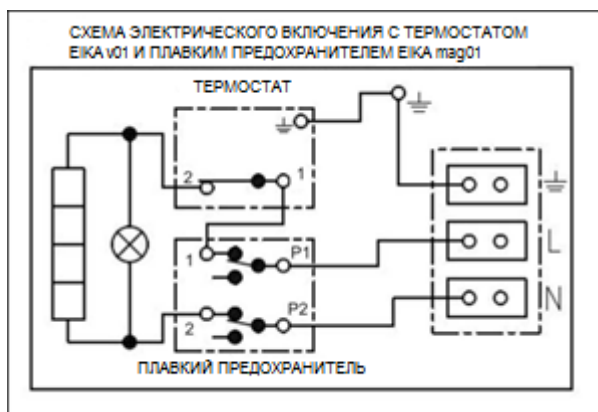 СХЕМА ЭЛЕКТРИЧЕСКОГО ВКЛЮЧЕНИЯ С ТЕРМОСТАТОМ
EIKA v01 И ПЛАВКИМ ПРЕДОХРАНИТЕЛЕМ EIKA mag01
ТЕРМОСТАТ
2
1
1
P1
L
2
P2
N
ПЛАВКИЙ ПРЕДОХРАНИТЕЛЬ